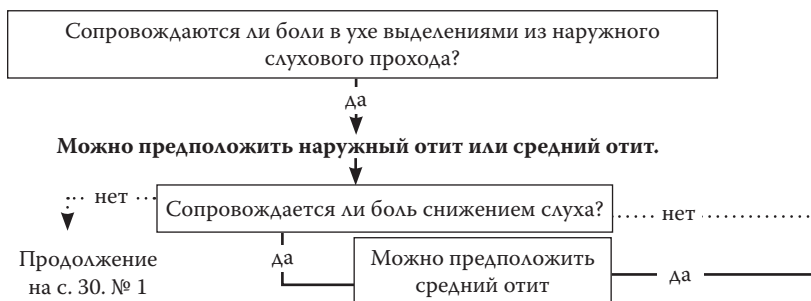 Сопровождаются ли боли в ухе выделениями из наружного
слухового прохода?
да
Можно предположить наружный отит или средний отит.
нет
Сопровождается ли боль снижением слуха?
нет
Продолжение
на с. 30. № 1
да
Можно предположить
средний отит
да